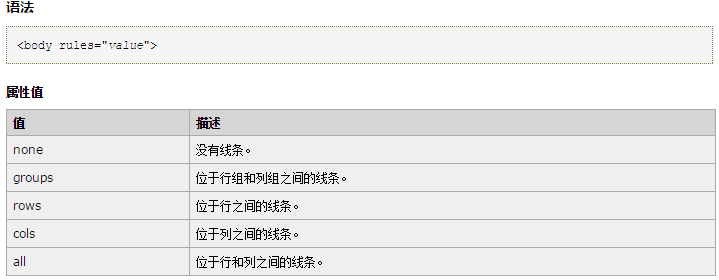 语法
<body rules="value">
属性值
值 描述
none 没有线条。
groups 位于行组和列组之间的线条。
rows 位于行之间的线条。
cols 位于列之间的线条。
all 位于行和列之间的线条。